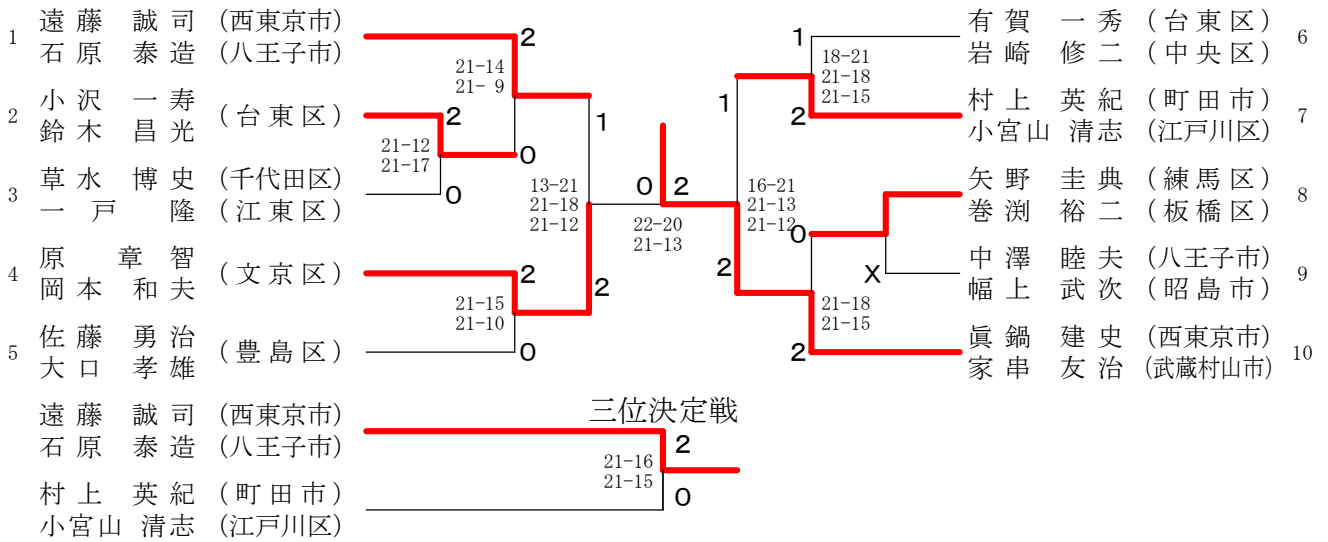 1 遠藤 誠司 (西東京市)
石原 泰造 (八王子市)
2
21-14
21- 9
2 小沢 一寿 (台東区)
鈴木 昌光
2
21-12
21-17
0
3 草水 博史 (千代田区)
一戸 隆 (江東区)
0
1
13-21
21-18
21-12
4 原 章智 (文京区)
岡本 和夫
2
21-15
21-10
2
5 佐藤 勇治 (豊島区)
大口 孝雄
0
0 2
22-20
21-13
有賀 一秀 (台東区) 6
岩崎 修二 (中央区)
1
18-21
21-18
21-15
村上 英紀 (町田市) 7
小宮山 清志 (江戸川区)
2
1
16-21
21-13
21-12
矢野 圭典 (練馬区) 8
巻渕 裕二 (板橋区)
0
中澤 睦夫 (八王子市) 9
幅上 武次 (昭島市)
X
2
21-18
21-15
眞鍋 建史 (西東京市) 10
家串 友治 (武蔵村山市)
2
三位決定戦
遠藤 誠司 (西東京市)
石原 泰造 (八王子市)
2
21-16
21-15
村上 英紀 (町田市)
小宮山 清志 (江戸川区)
0